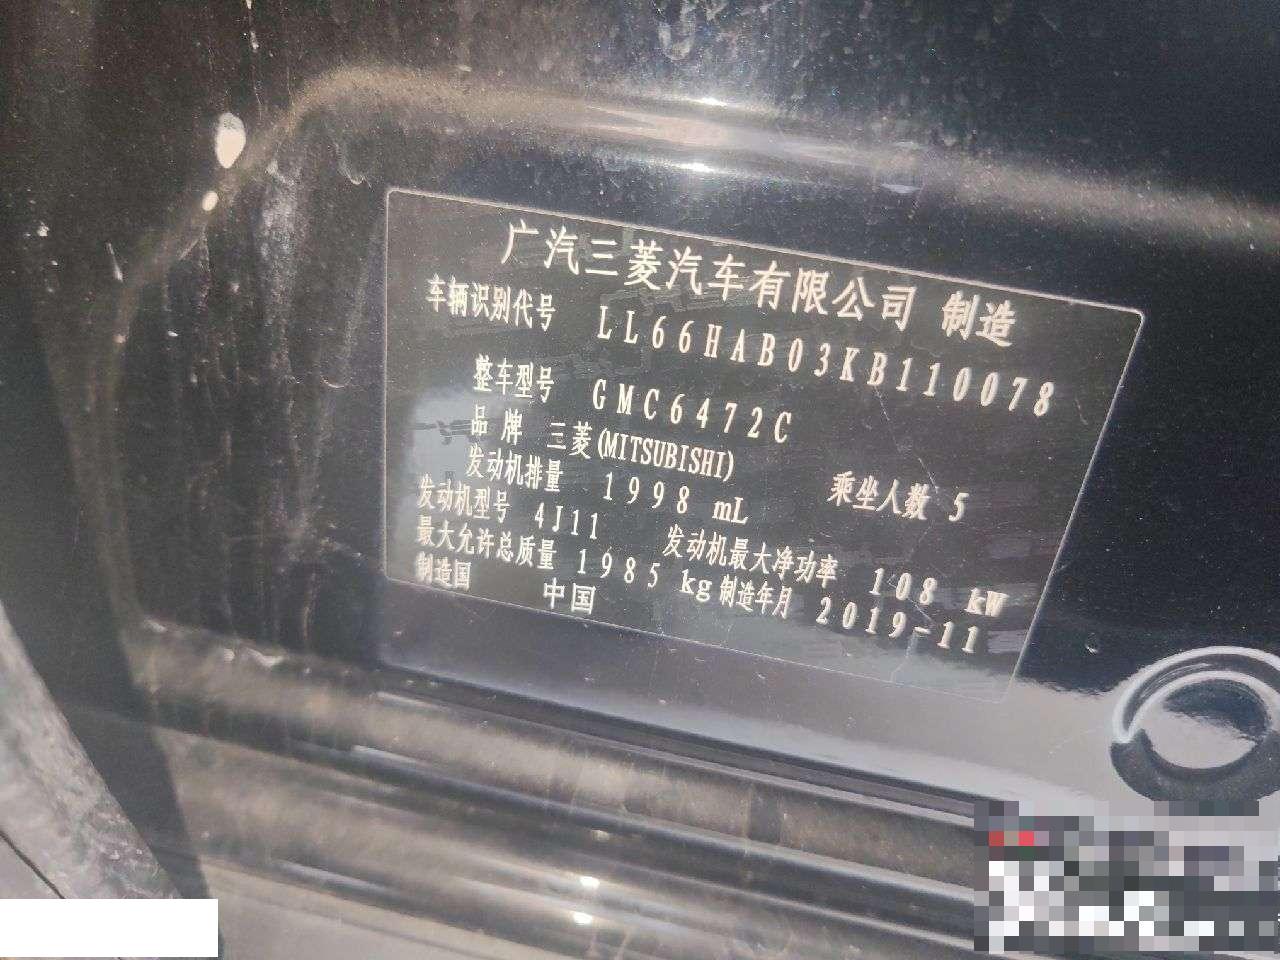 广汽三菱汽车有限公司 制造
车辆识别代号 LL66HAB03KB110078
整车型号 GMC6472C
品牌 三菱(MITSUBISHI) 乘坐人数 5
发动机排量 1998 mL
发动机型号 4J11 发动机最大净功率 108 kW
最大允许总质量 1985 kg 制造年月 2019-11
制造国 中国